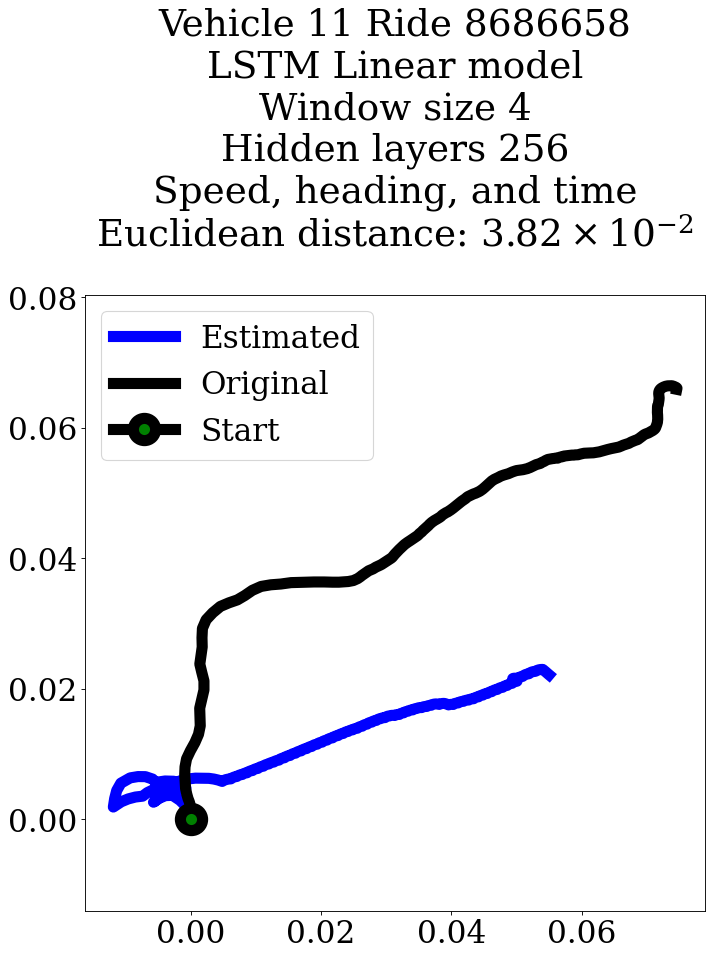 Vehicle 11 Ride 8686658
LSTM Linear model
Window size 4
Hidden layers 256
Speed, heading, and time
Euclidean distance: 3.82 × 10⁻²
0.08
Estimated
Original
Start
0.06
0.04
0.02
0.00
0.00 0.02 0.04 0.06